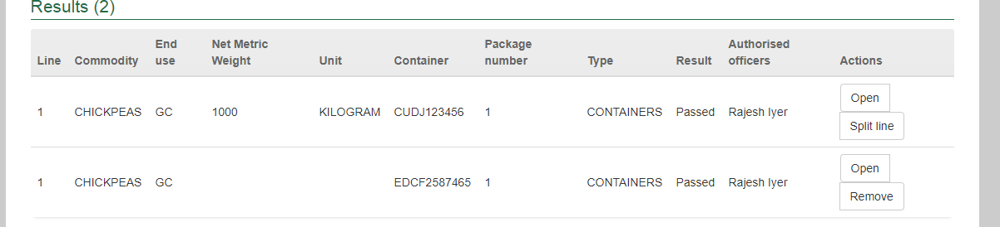 Results (2)
Line Commodity End use Net Metric Weight Unit Container Package number Type Result Authorised officers Actions
1 CHICKPEAS GC 1000 KILOGRAM CUDJ123456 1 CONTAINERS Passed Rajesh Iyer Open
Split line
1 CHICKPEAS GC EDCF2587465 1 CONTAINERS Passed Rajesh Iyer Open
Remove